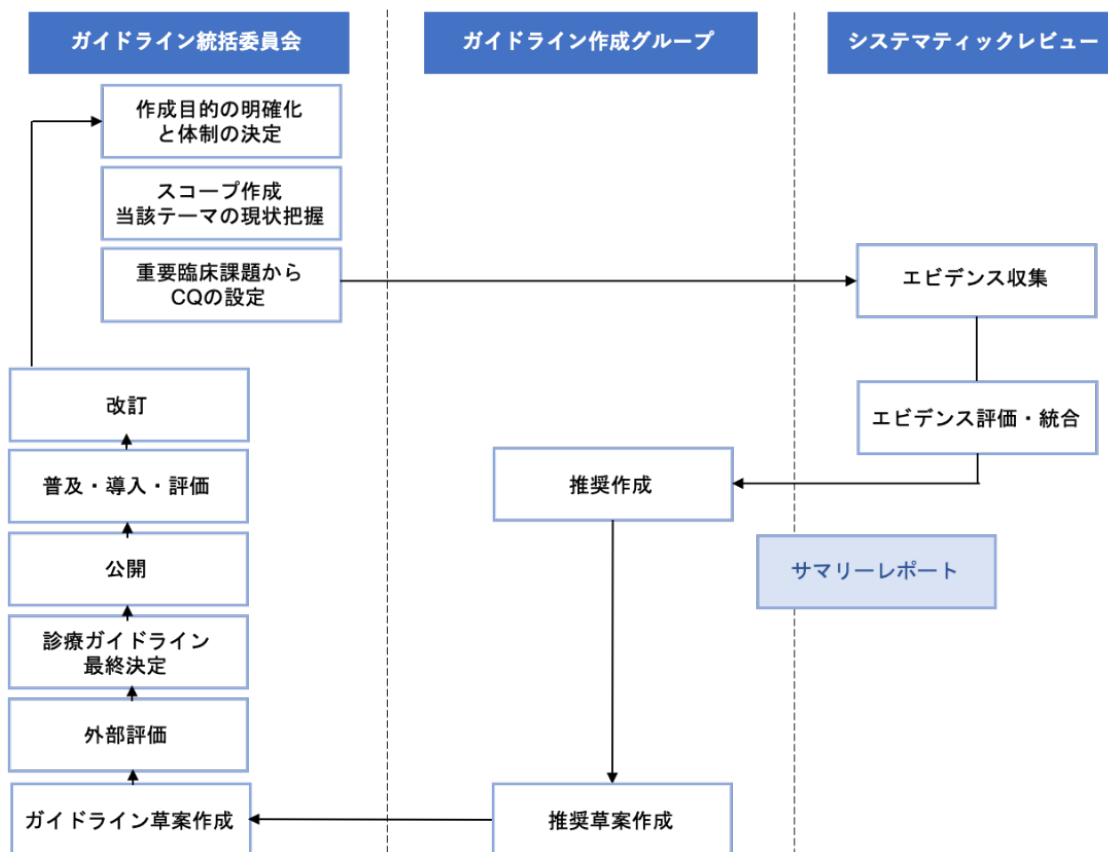 ガイドライン統括委員会
ガイドライン作成グループ
システマティックレビュー
作成目的の明確化
と体制の決定
スコープ作成
当該テーマの現状把握
重要臨床課題から
CQの設定
エビデンス収集
エビデンス評価・統合
推奨作成
サマリーレポート
推奨草案作成
改訂
普及・導入・評価
公開
診療ガイドライン
最終決定
外部評価
ガイドライン草案作成